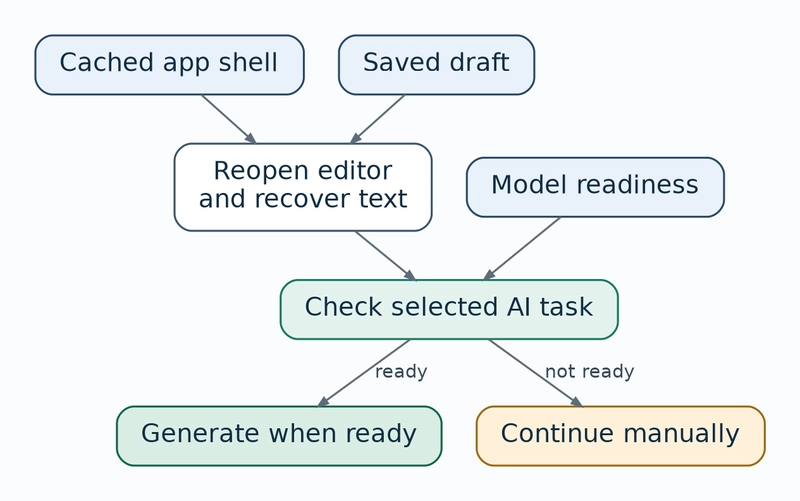 Cached app shell
Saved draft
Reopen editor
and recover text
Model readiness
Check selected AI task
ready
not ready
Generate when ready
Continue manually